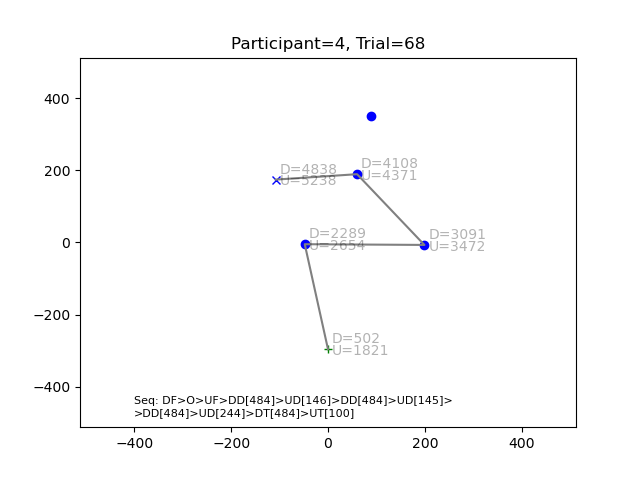 Participant=4, Trial=68
400
200
0
−200
−400
D=4838
U=5238
D=4108
U=4371
D=2289
U=2654
D=3091
U=3472
D=502
U=1821
Seq: DF>O>UF>DD[484]>UD[146]>DD[484]>UD[145]>
>DD[484]>UD[244]>DT[484]>UT[100]
−400 −200 0 200 400